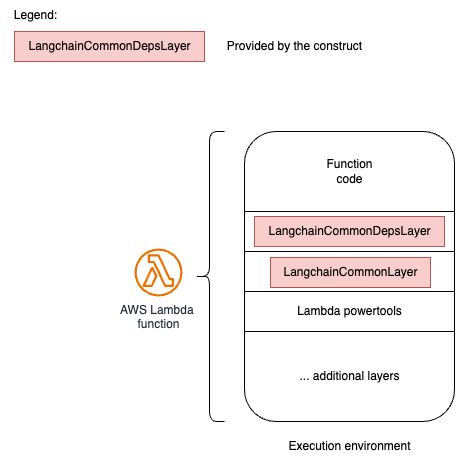 Legend:
LangchainCommonDepsLayer
Provided by the construct
Function
code
LangchainCommonDepsLayer
LangchainCommonLayer
AWS Lambda
function
Lambda powertools
... additional layers
Execution environment